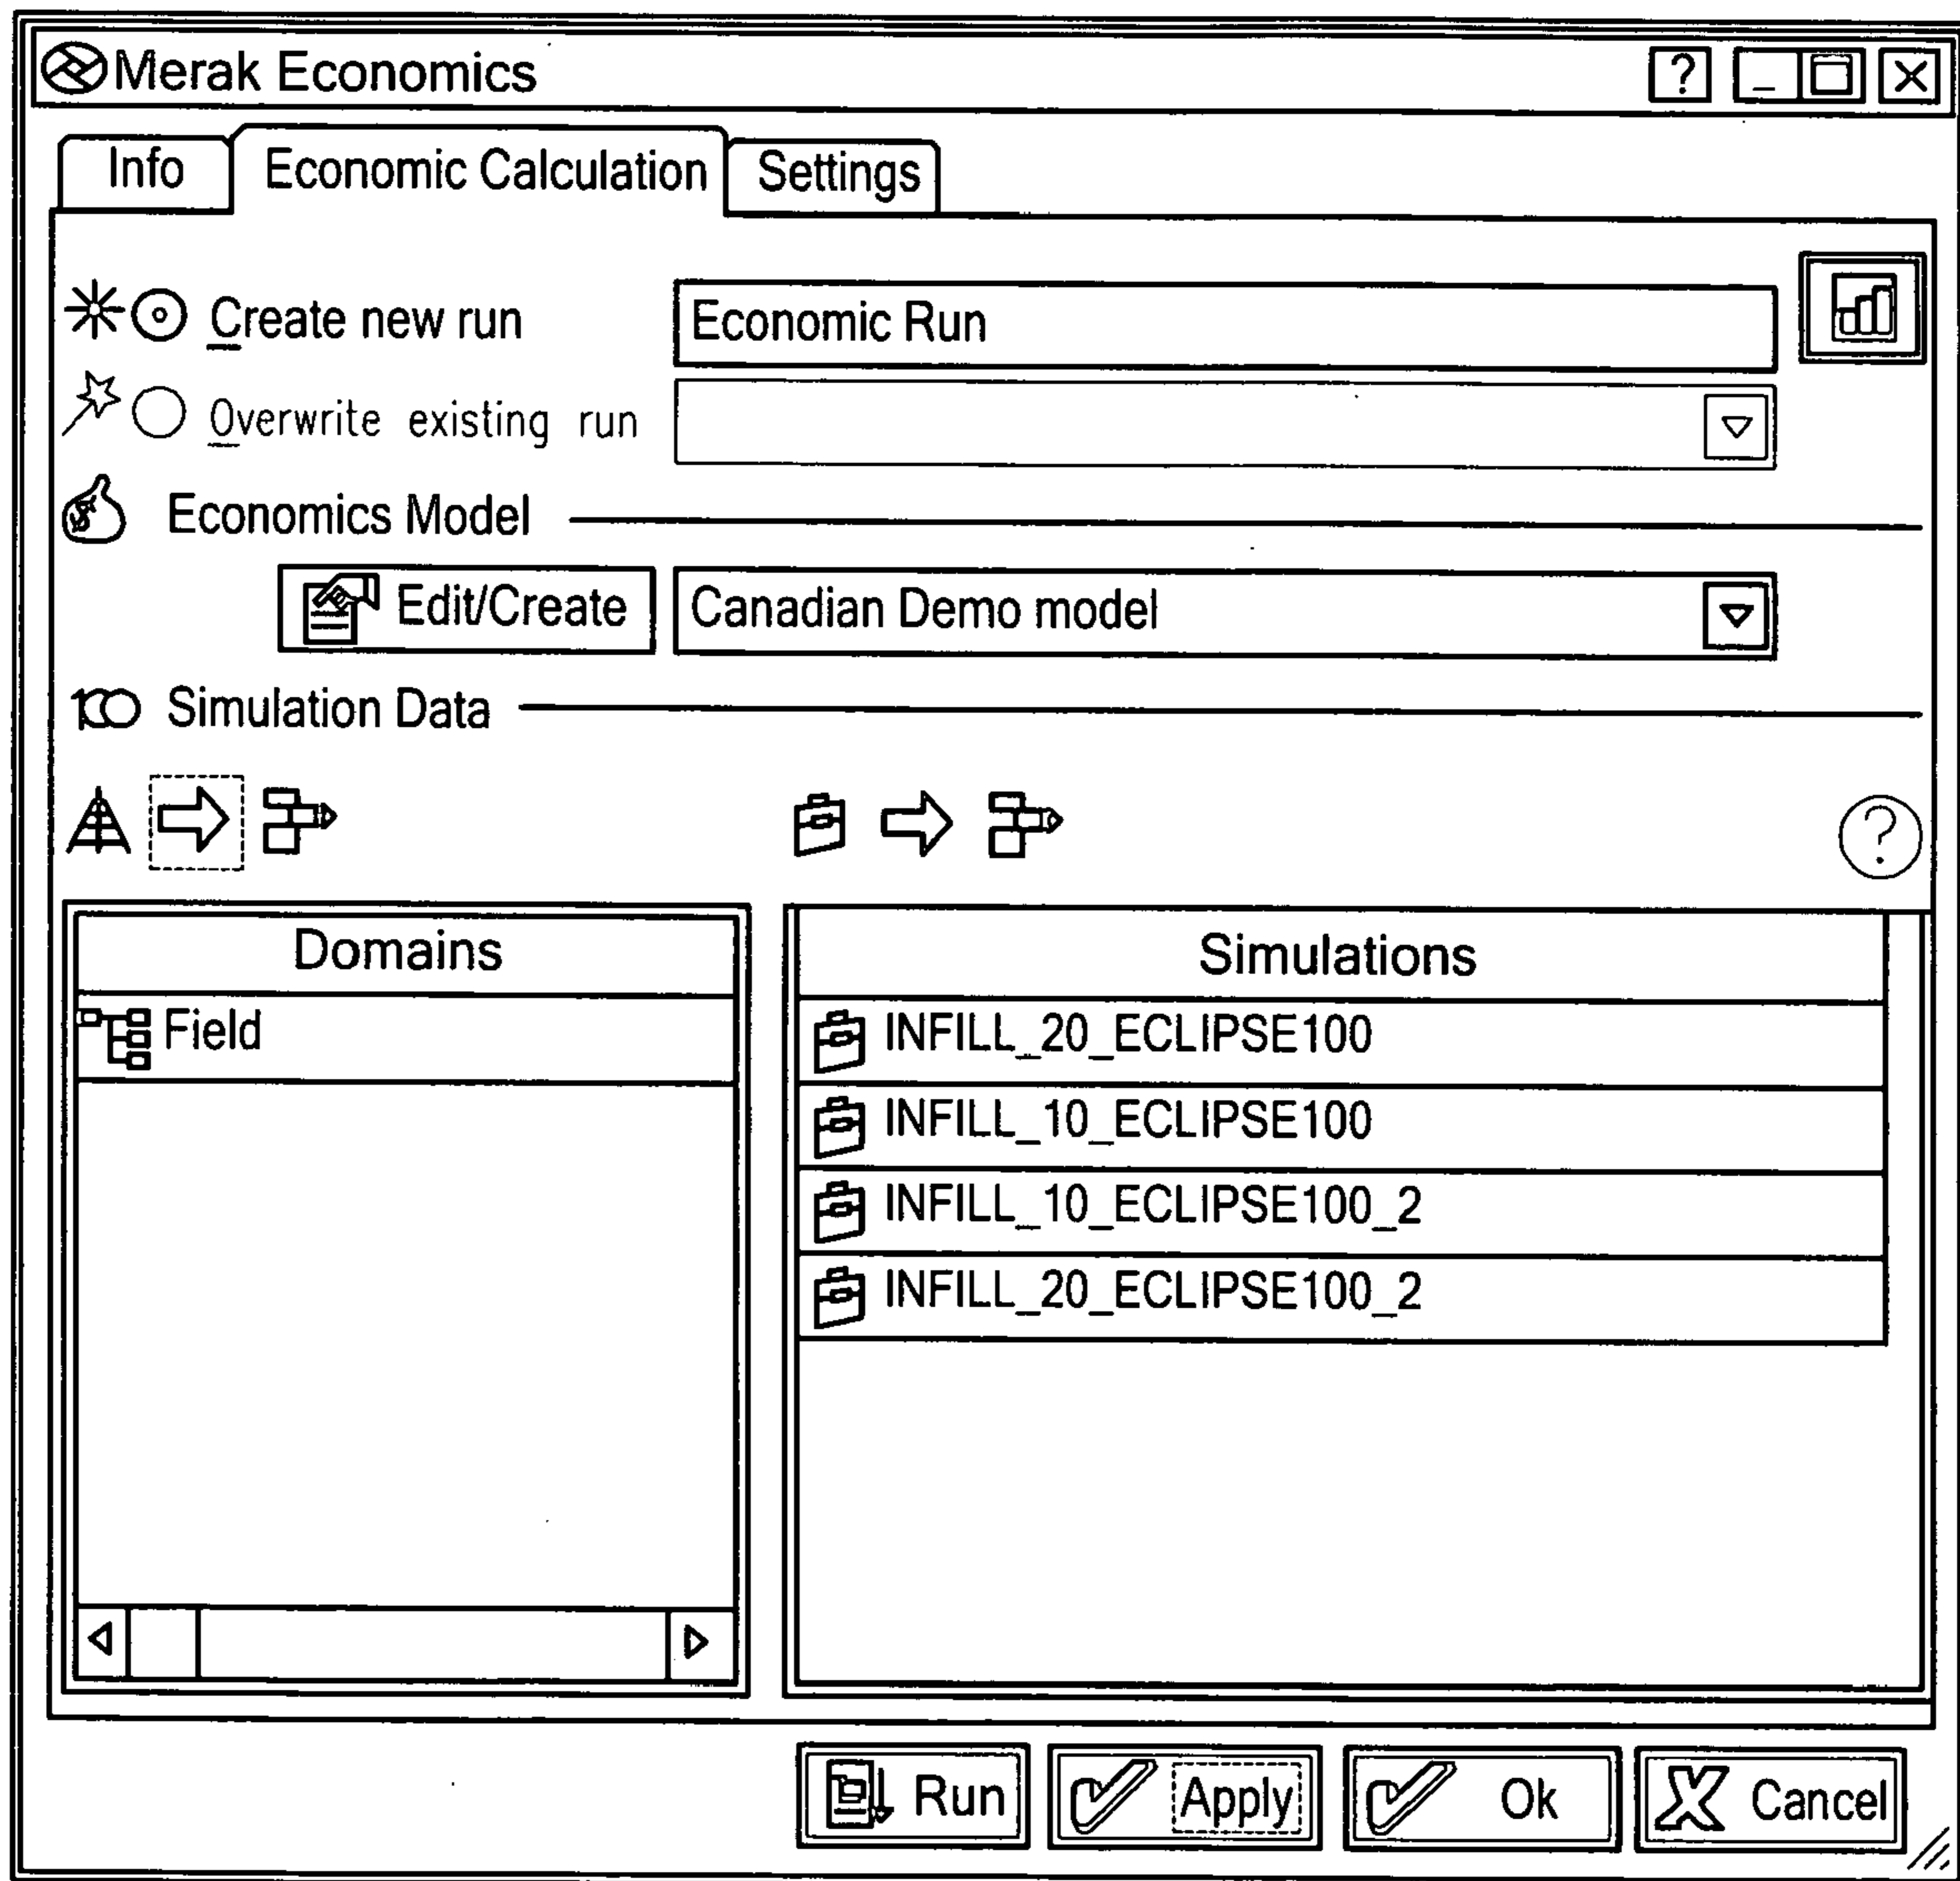 Merak Economics ? _ X
Info Economic Calculation Settings
Create new run Economic Run
Overwrite existing run
$ Economics Model
Edit/Create Canadian Demo model
100 Simulation Data
?
Domains Simulations
Field INFILL_20_ECLIPSE100
INFILL_10_ECLIPSE100
INFILL_10_ECLIPSE100_2
INFILL_20_ECLIPSE100_2
Run Apply Ok Cancel